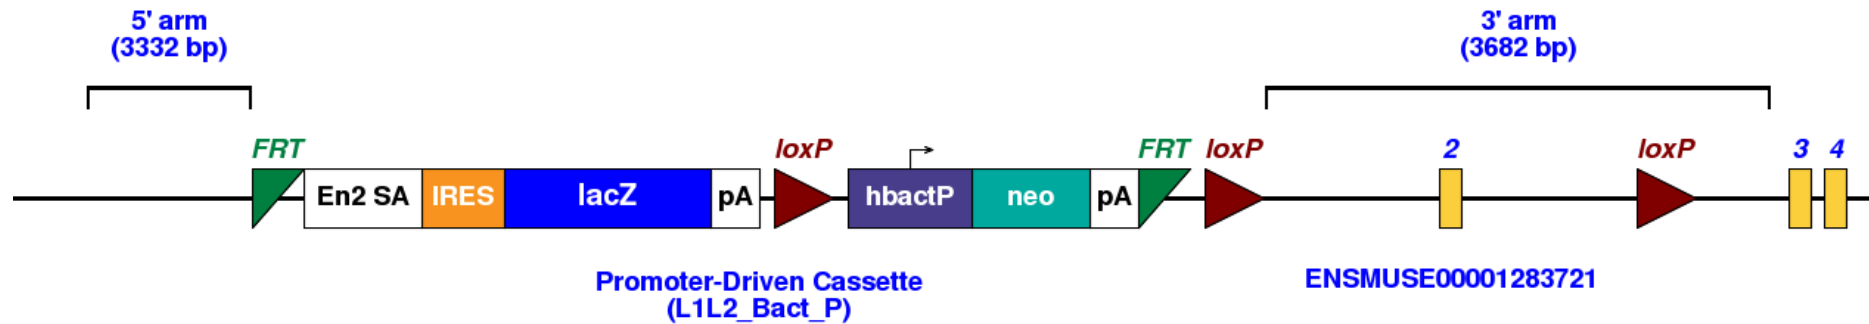 5' arm
(3332 bp)
3' arm
(3682 bp)
FRT
loxP
FRT
loxP
2
loxP
3
4
En2 SA
IRES
lacZ
pA
hbactP
neo
pA
Promoter-Driven Cassette
(L1L2_Bact_P)
ENSMUSE00001283721